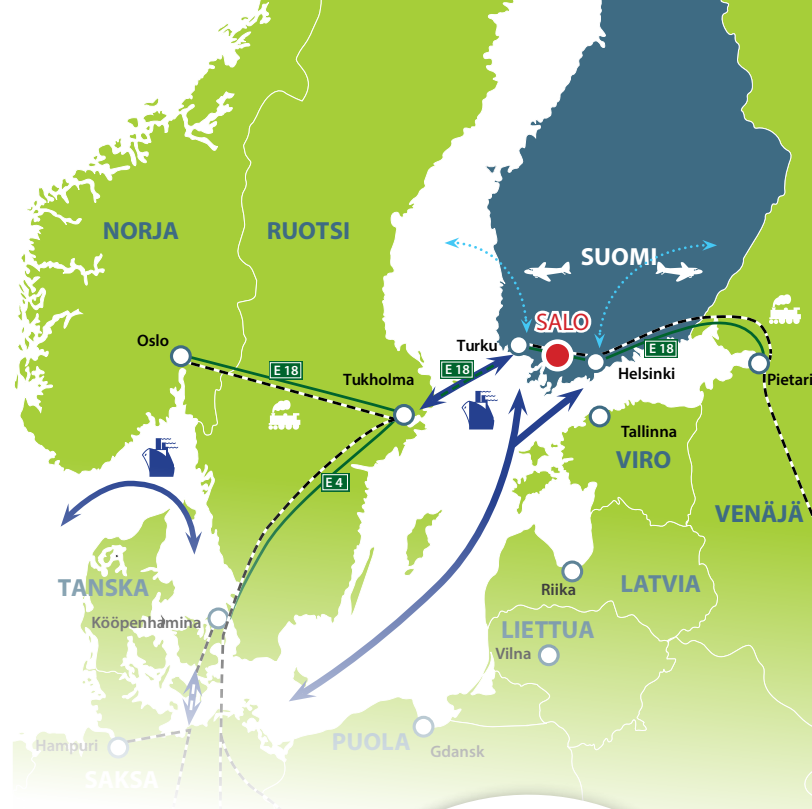 NORJA
RUOTSI
SUOMI
SALO
Oslo
Turku
E 18
E 18
E 18
Helsinki
Tukholma
Pietari
Tallinna
VIRO
E 4
VENÄJÄ
TANSKA
Riika
LATVIA
Kööpenhamina
LIETTUA
Vilna
PUOLA
Hampuri
Gdansk
SAKSA